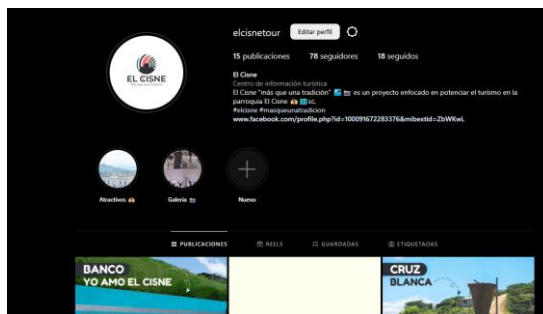 elcisnetour Editar perfil
15 publicaciones 78 seguidores 18 seguidos
El Cisne
Centro de información turística
El Cisne "más que una tradición" es un proyecto enfocado en potenciar el turismo en la
parroquia El Cisne sc.
#elcisne #masqueunatradicion
www.facebook.com/profile.php?id=100091672283376&mibextid=ZbWKwL
EL CISNE
Atractivos Galería Nuevo
PUBLICACIONES REELS GUARDADAS ETIQUETADAS
BANCO
YO AMO EL CISNE
CRUZ
BLANCA